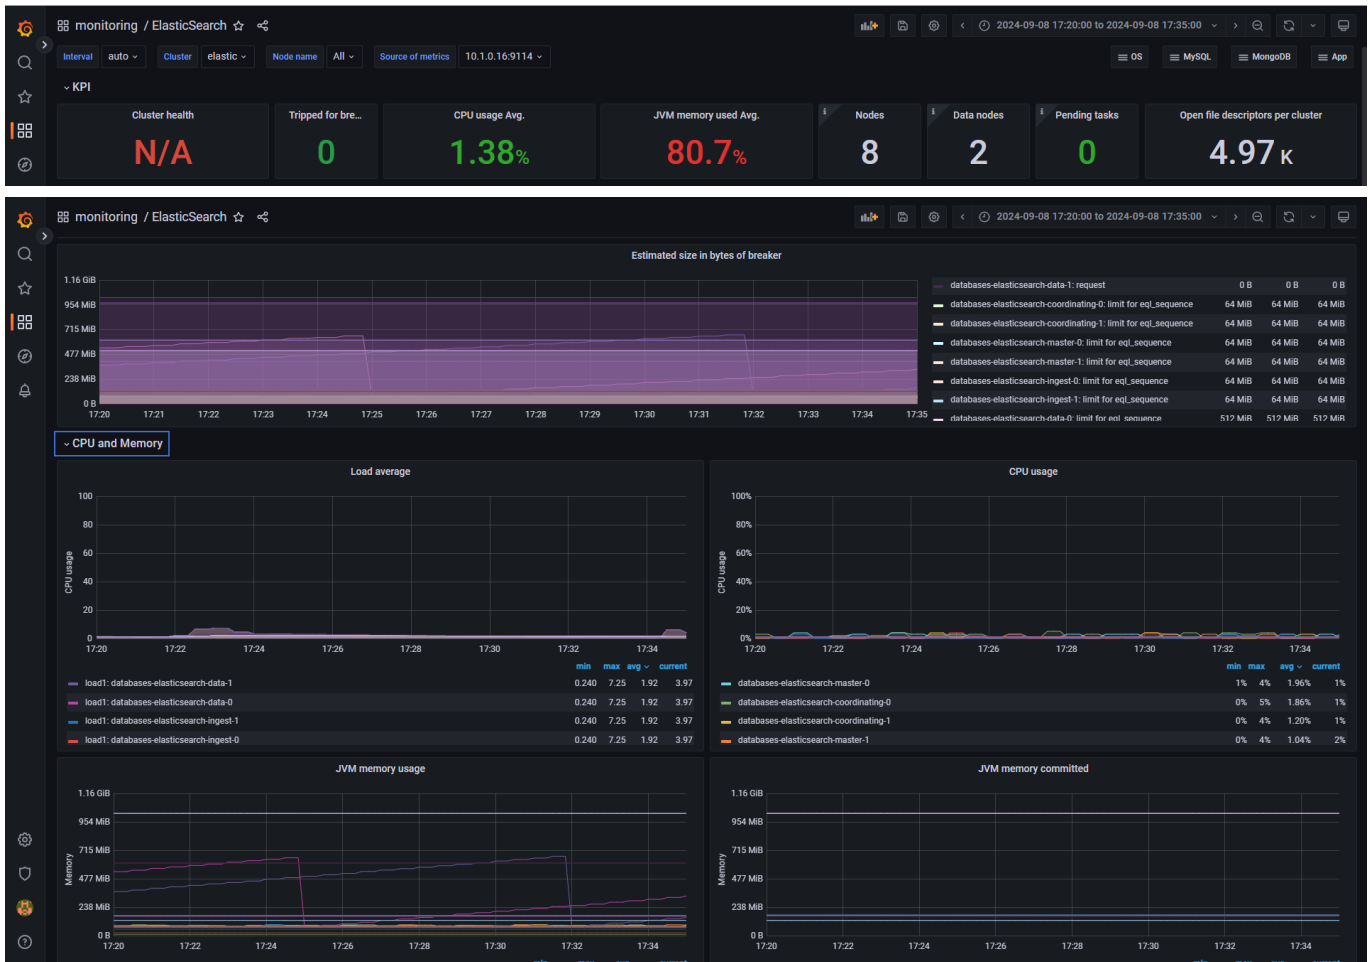 monitoring / ElasticSearch
2024-09-08 17:20:00 to 2024-09-08 17:35:00
Interval auto Cluster elastic Node name All Source of metrics 10.1.0.16:9114 OS MySQL MongoDB App
KPI
Cluster health Tripped for bre... CPU usage Avg. JVM memory used Avg. Nodes Data nodes Pending tasks Open file descriptors per cluster
N/A 0 1.38% 80.7% 8 2 0 4.97 K
monitoring / ElasticSearch
2024-09-08 17:20:00 to 2024-09-08 17:35:00
Estimated size in bytes of breaker
1.16 GiB
954 MiB
715 MiB
477 MiB
238 MiB
0 B
17:20 17:21 17:22 17:23 17:24 17:25 17:26 17:27 17:28 17:29 17:30 17:31 17:32 17:33 17:34 17:35
databases-elasticsearch-data-1: request 0 B 0 B 0 B
databases-elasticsearch-coordinating-0: limit for eql_sequence 64 MiB 64 MiB 64 MiB
databases-elasticsearch-coordinating-1: limit for eql_sequence 64 MiB 64 MiB 64 MiB
databases-elasticsearch-master-0: limit for eql_sequence 64 MiB 64 MiB 64 MiB
databases-elasticsearch-master-1: limit for eql_sequence 64 MiB 64 MiB 64 MiB
databases-elasticsearch-ingest-0: limit for eql_sequence 64 MiB 64 MiB 64 MiB
databases-elasticsearch-ingest-1: limit for eql_sequence 64 MiB 64 MiB 64 MiB
databases-elasticsearch-data-0: limit for eql_sequence 512 MiB 512 MiB 512 MiB
CPU and Memory
Load average
CPU usage
100
80
60
40
20
0
17:20 17:22 17:24 17:26 17:28 17:30 17:32 17:34
min max avg current
load1: databases-elasticsearch-data-1 0.240 7.25 1.92 3.97
load1: databases-elasticsearch-data-0 0.240 7.25 1.92 3.97
load1: databases-elasticsearch-ingest-1 0.240 7.25 1.92 3.97
load1: databases-elasticsearch-ingest-0 0.240 7.25 1.92 3.97
CPU usage
CPU usage
100%
80%
60%
40%
20%
0%
17:20 17:22 17:24 17:26 17:28 17:30 17:32 17:34
min max avg current
databases-elasticsearch-master-0 1% 4% 1.96% 1%
databases-elasticsearch-coordinating-0 0% 5% 1.86% 1%
databases-elasticsearch-coordinating-1 0% 4% 1.20% 1%
databases-elasticsearch-master-1 0% 4% 1.04% 2%
JVM memory usage
Memory
1.16 GiB
954 MiB
715 MiB
477 MiB
238 MiB
0 B
17:20 17:22 17:24 17:26 17:28 17:30 17:32 17:34
JVM memory committed
Memory
1.16 GiB
954 MiB
715 MiB
477 MiB
238 MiB
0 B
17:20 17:22 17:24 17:26 17:28 17:30 17:32 17:34